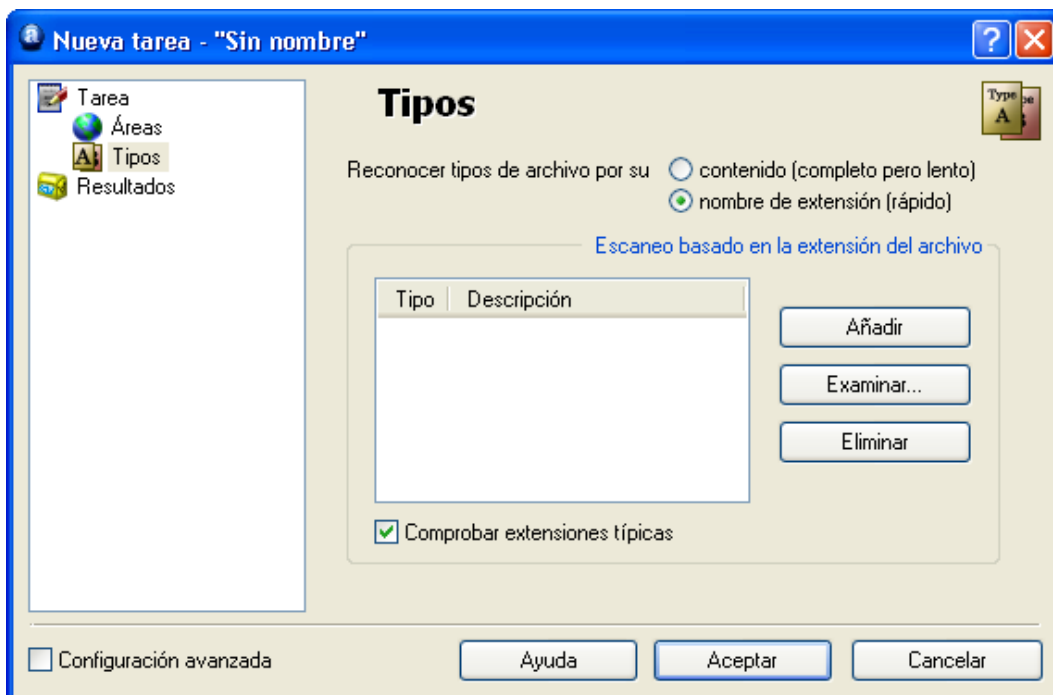 Nueva tarea - "Sin nombre"
Tarea
Áreas
Tipos
Resultados
Tipos
Type
A
Reconocer tipos de archivo por su
contenido (completo pero lento)
nombre de extensión (rápido)
Escaneo basado en la extensión del archivo
Tipo Descripción
Añadir
Examinar...
Eliminar
Comprobar extensiones típicas
Configuración avanzada
Ayuda
Aceptar
Cancelar